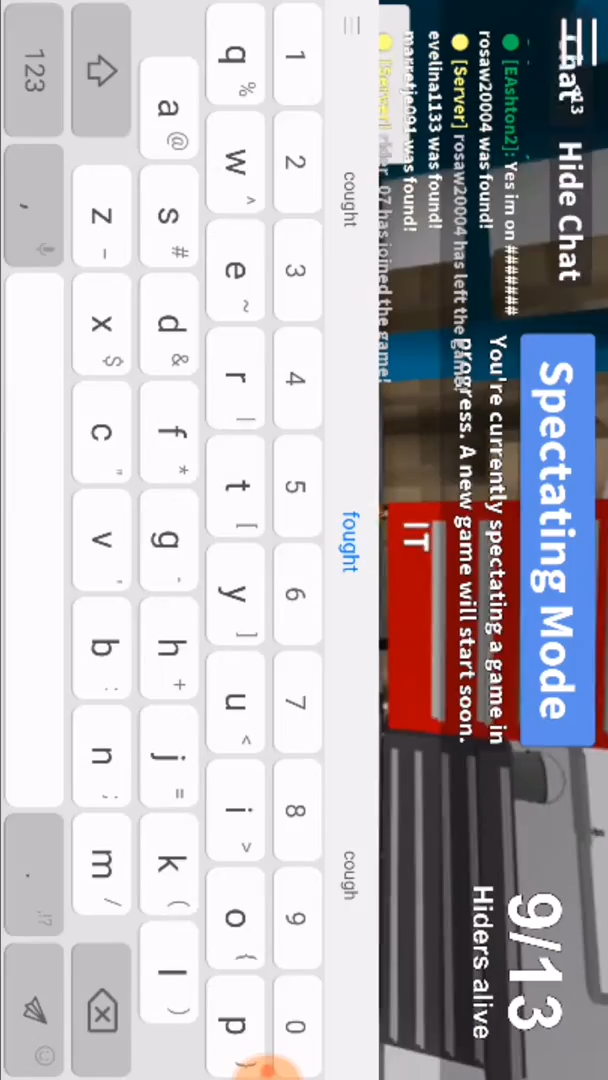 Chat
13
Hide Chat
[EAshton2]: Yes im on #######
rosaw20004 was found!
[Server] rosaw20004 has left the game!
evelina1133 was found!
marretje091 was found!
has joined the game!
Spectating Mode
You're currently spectating a game in
progress. A new game will start soon.
IT
9/13
Hiders alive
cought fought cough
1 2 3 4 5 6 7 8 9 0
q % w ^ e ~ r | t [ y ] u < i > o { p }
a @ s # d & f * g - h + j = k ( l )
z _ x $ c " v ' b : n ; m /
123 , . !?